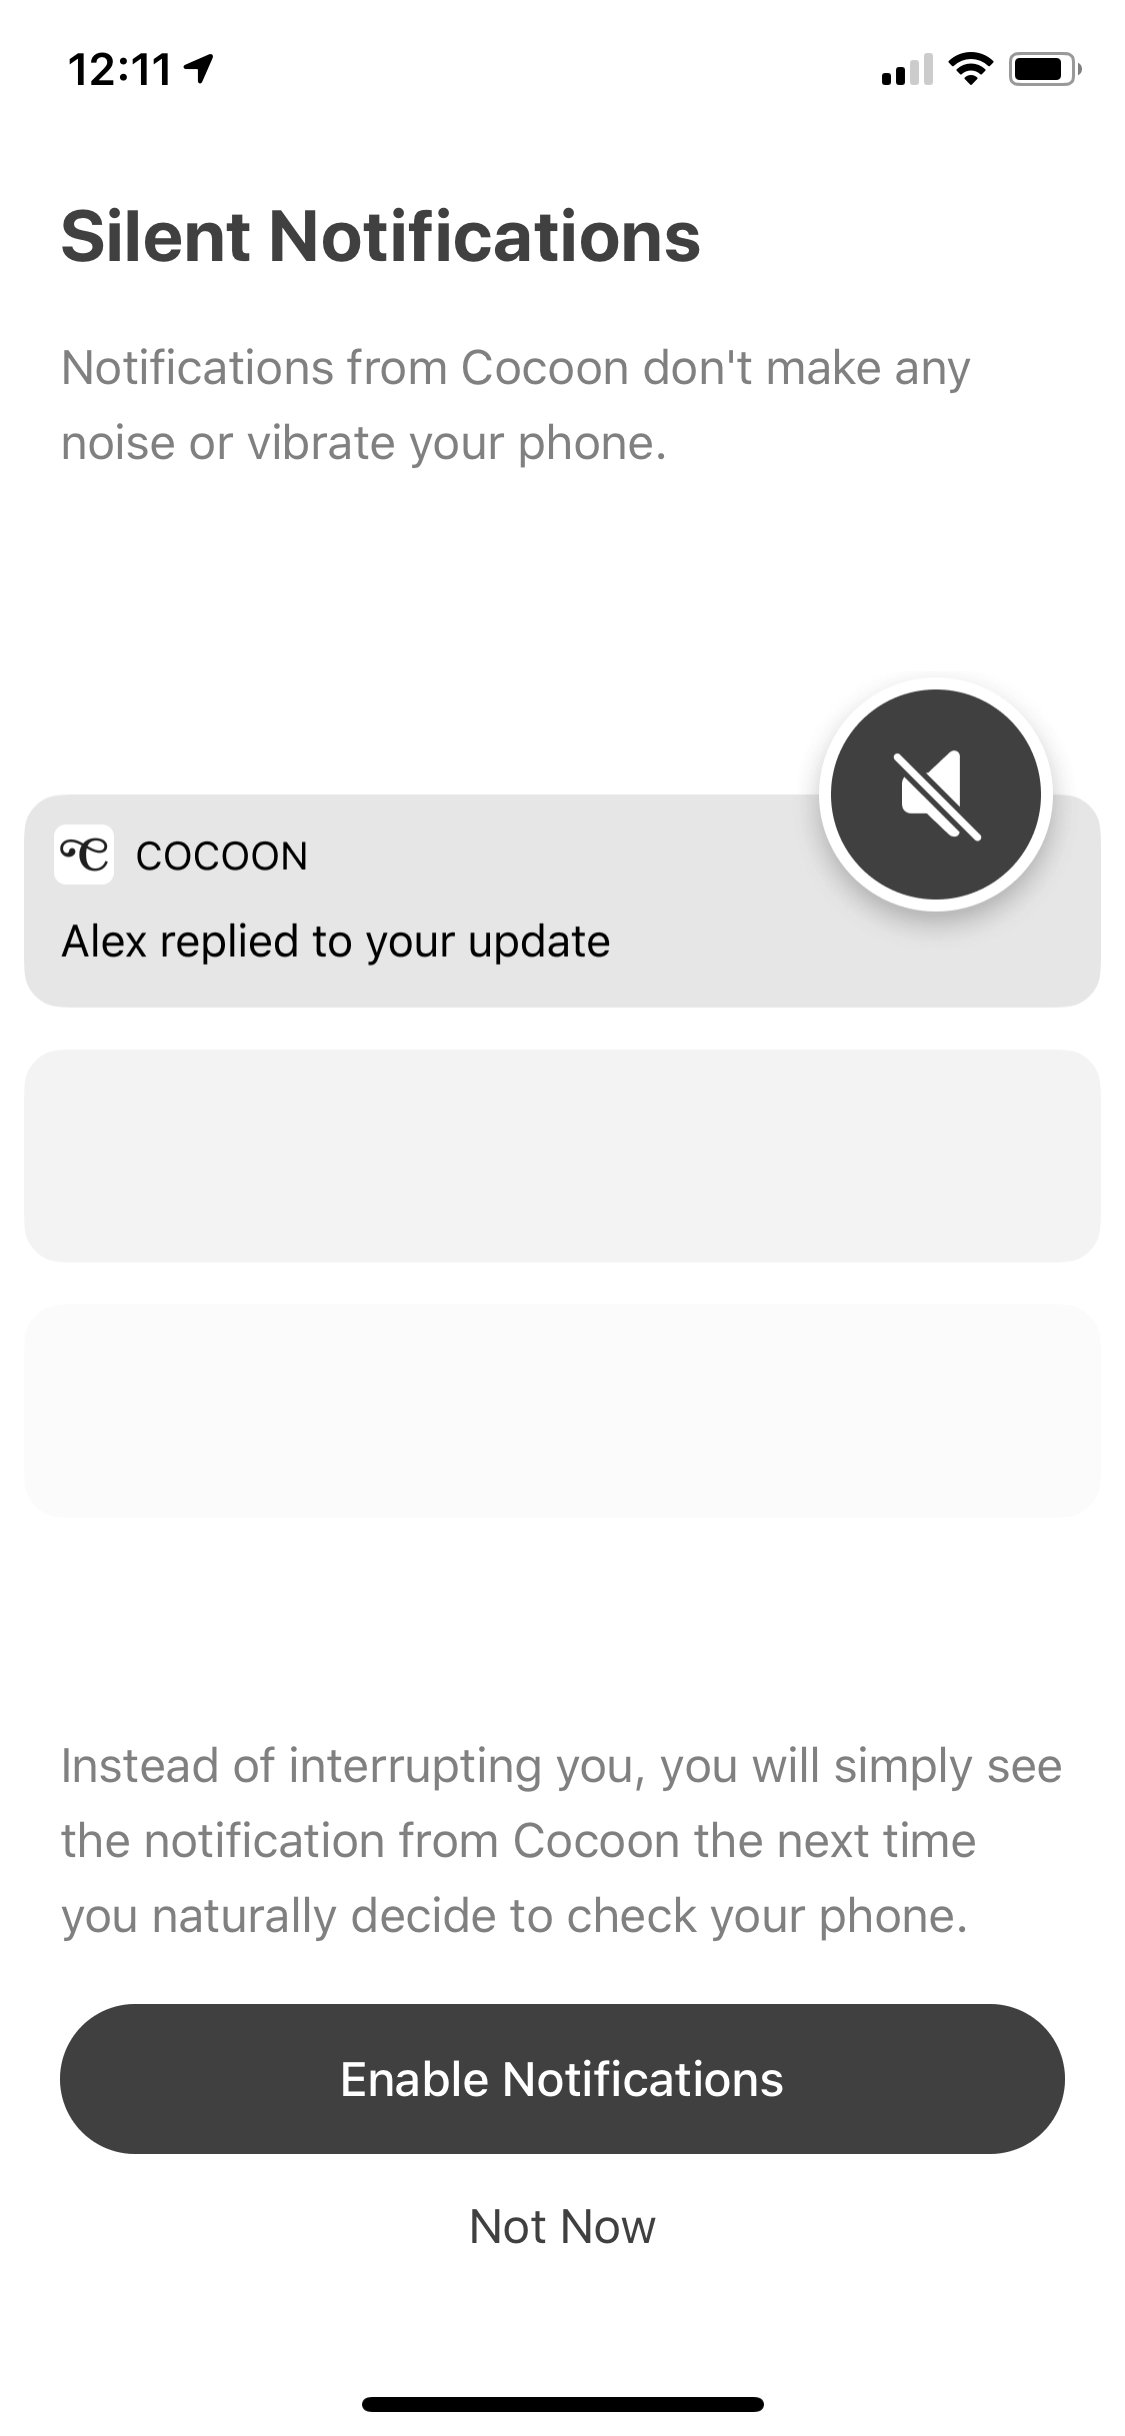 12:11
Silent Notifications
Notifications from Cocoon don't make any
noise or vibrate your phone.
COCOON
Alex replied to your update
Instead of interrupting you, you will simply see
the notification from Cocoon the next time
you naturally decide to check your phone.
Enable Notifications
Not Now